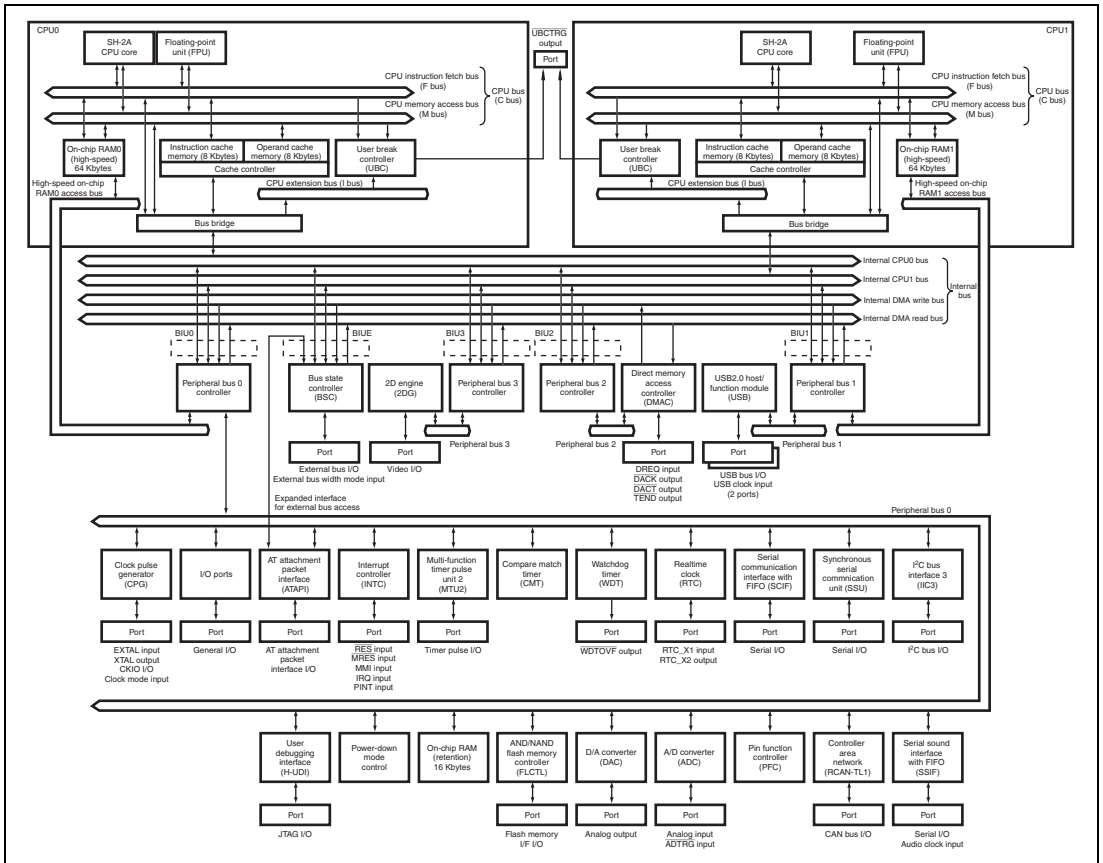 CPU0
SH-2A
CPU core
Floating-point
unit (FPU)
CPU instruction fetch bus
(F bus)
CPU memory access bus
(M bus)
CPU bus
(C bus)
On-chip RAM0
(high-speed)
64 Kbytes
Instruction cache
memory (8 Kbytes)
Operand cache
memory (8 Kbytes)
Cache controller
User break
controller
(UBC)
High-speed on-chip
RAM0 access bus
CPU extension bus (I bus)
Bus bridge
UBCTRG
output
Port
CPU1
SH-2A
CPU core
Floating-point
unit (FPU)
CPU instruction fetch bus
(F bus)
CPU memory access bus
(M bus)
CPU bus
(C bus)
User break
controller
(UBC)
Instruction cache
memory (8 Kbytes)
Operand cache
memory (8 Kbytes)
Cache controller
On-chip RAM1
(high-speed)
64 Kbytes
CPU extension bus (I bus)
High-speed on-chip
RAM1 access bus
Bus bridge
Internal CPU0 bus
Internal CPU1 bus
Internal DMA write bus
Internal DMA read bus
Internal
bus
BIU0
BIUE
BIU3
BIU2
BIU1
Peripheral bus 0
controller
Bus state
controller
(BSC)
2D engine
(2DG)
Peripheral bus 3
controller
Peripheral bus 2
controller
Direct memory
access
controller
(DMAC)
USB2.0 host/
function module
(USB)
Peripheral bus 1
controller
Peripheral bus 3
Peripheral bus 2
Peripheral bus 1
Port
External bus I/O
External bus width mode input
Port
Video I/O
Port
DREQ input
DACK output
DACT output
TEND output
Port
USB bus I/O
USB clock input
(2 ports)
Expanded interface
for external bus access
Peripheral bus 0
Clock pulse
generator
(CPG)
I/O ports
AT attachment
packet
interface
(ATAPI)
Interrupt
controller
(INTC)
Multi-function
timer pulse
unit 2
(MTU2)
Compare match
timer
(CMT)
Watchdog
timer
(WDT)
Realtime
clock
(RTC)
Serial
communication
interface with
FIFO (SCIF)
Synchronous
serial
commnication
unit (SSU)
I2C bus
interface 3
(IIC3)
Port
Port
Port
Port
Port
Port
Port
Port
Port
Port
EXTAL input
XTAL output
CKIO I/O
Clock mode input
General I/O
AT attachment
packet
interface I/O
RES input
MRES input
MMI input
IRQ input
PINT input
Timer pulse I/O
WDTOVF output
RTC_X1 input
RTC_X2 output
Serial I/O
Serial I/O
I2C bus I/O
User
debugging
interface
(H-UDI)
Power-down
mode
control
On-chip RAM
(retention)
16 Kbytes
AND/NAND
flash memory
controller
(FLCTL)
D/A converter
(DAC)
A/D converter
(ADC)
Pin function
controller
(PFC)
Controller
area
network
(RCAN-TL1)
Serial sound
interface
with FIFO
(SSIF)
Port
Port
Port
Port
Port
Port
JTAG I/O
Flash memory
I/F I/O
Analog output
Analog input
ADTRG input
CAN bus I/O
Serial I/O
Audio clock input